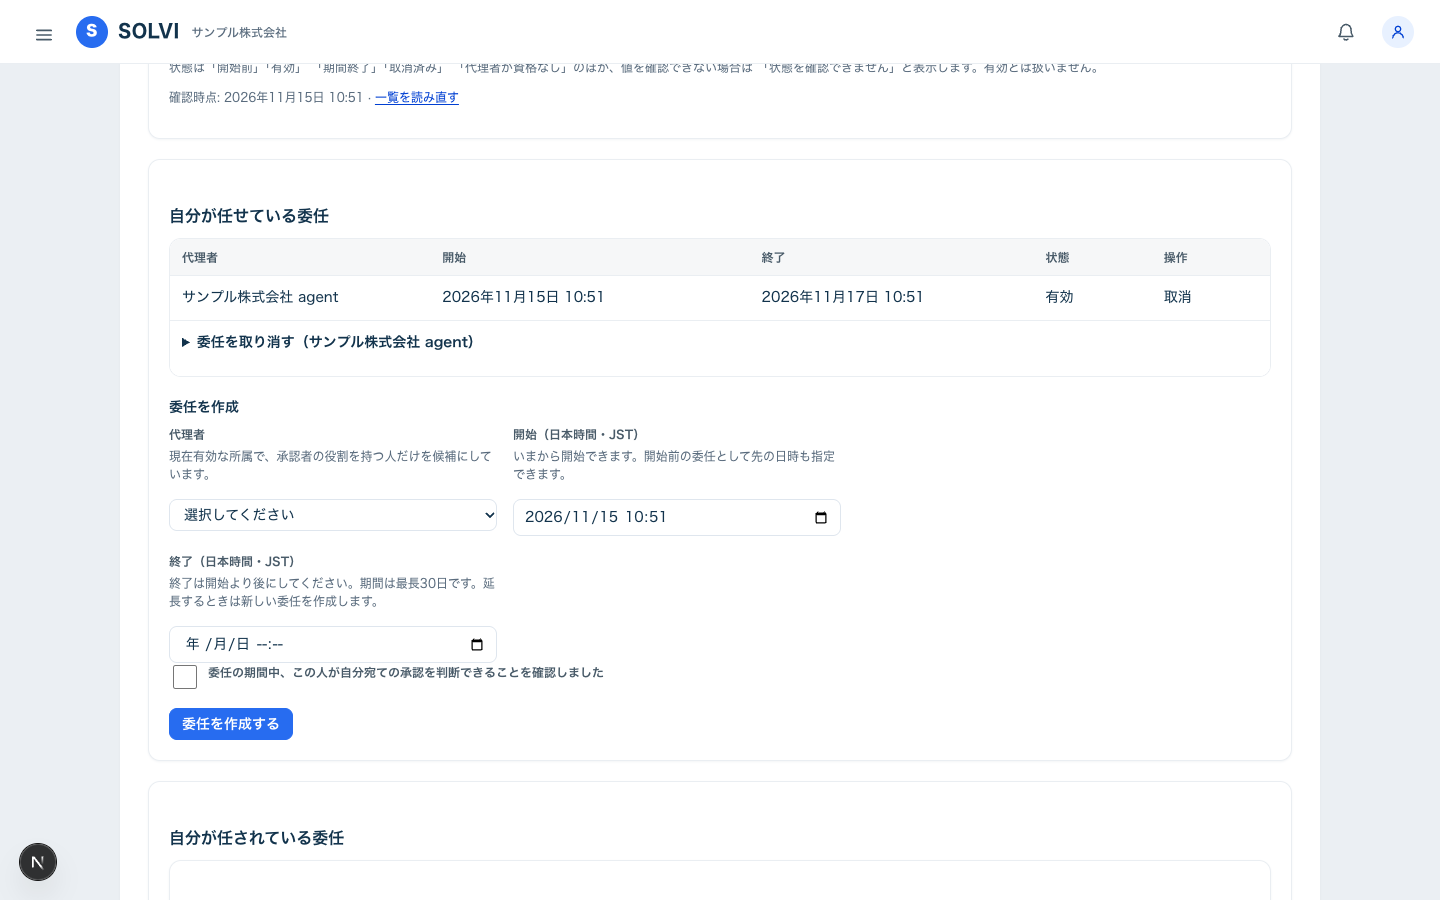 S SOLVI サンプル株式会社
状態は「開始前」「有効」「期間終了」「取消済み」「代理者が資格なし」のほか、値を確認できない場合は「状態を確認できません」と表示します。有効とは扱いません。
確認時点: 2026年11月15日 10:51 · 一覧を読み直す
自分が任せている委任
代理者 開始 終了 状態 操作
サンプル株式会社 agent 2026年11月15日 10:51 2026年11月17日 10:51 有効 取消
▶ 委任を取り消す（サンプル株式会社 agent）
委任を作成
代理者
現在有効な所属で、承認者の役割を持つ人だけを候補にして
います。
選択してください
開始（日本時間・JST）
いまから開始できます。開始前の委任として先の日時も指定
できます。
2026/11/15 10:51
終了（日本時間・JST）
終了は開始より後にしてください。期間は最長30日です。延
長するときは新しい委任を作成します。
年 /月/日 --:--
委任の期間中、この人が自分宛ての承認を判断できることを確認しました
委任を作成する
自分が任されている委任
N